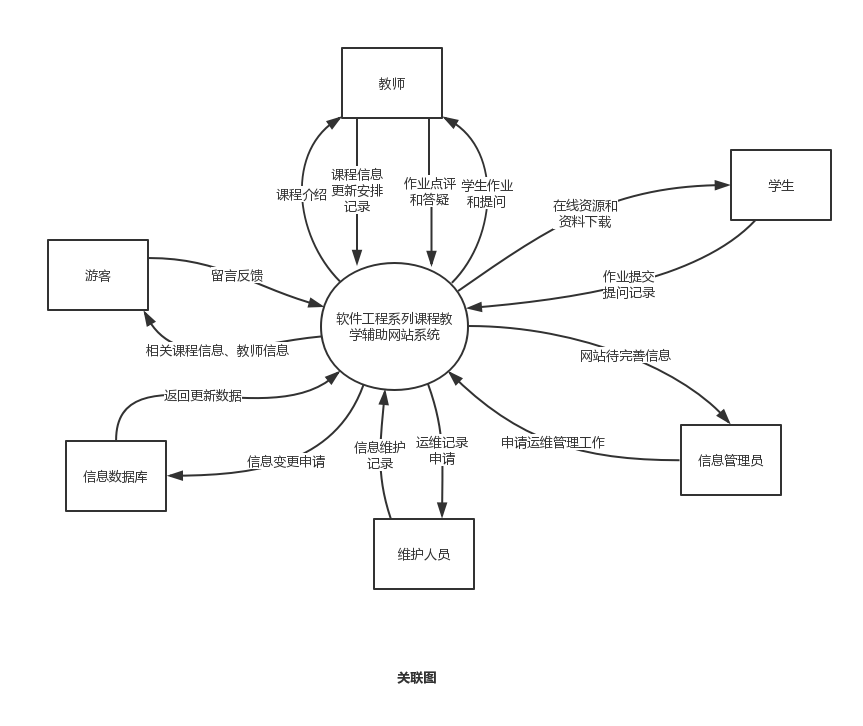 教师
学生
课程介绍
课程信息
更新安排
记录
作业点评
和答疑
学生作业
和提问
在线资源和
资料下载
游客
留言反馈
作业提交
提问记录
软件工程系列课程教
学辅助网站系统
相关课程信息、教师信息
网站待完善信息
返回更新数据
信息变更申请
信息维护
记录
运维记录
申请
申请运维管理工作
信息管理员
信息数据库
维护人员
关联图